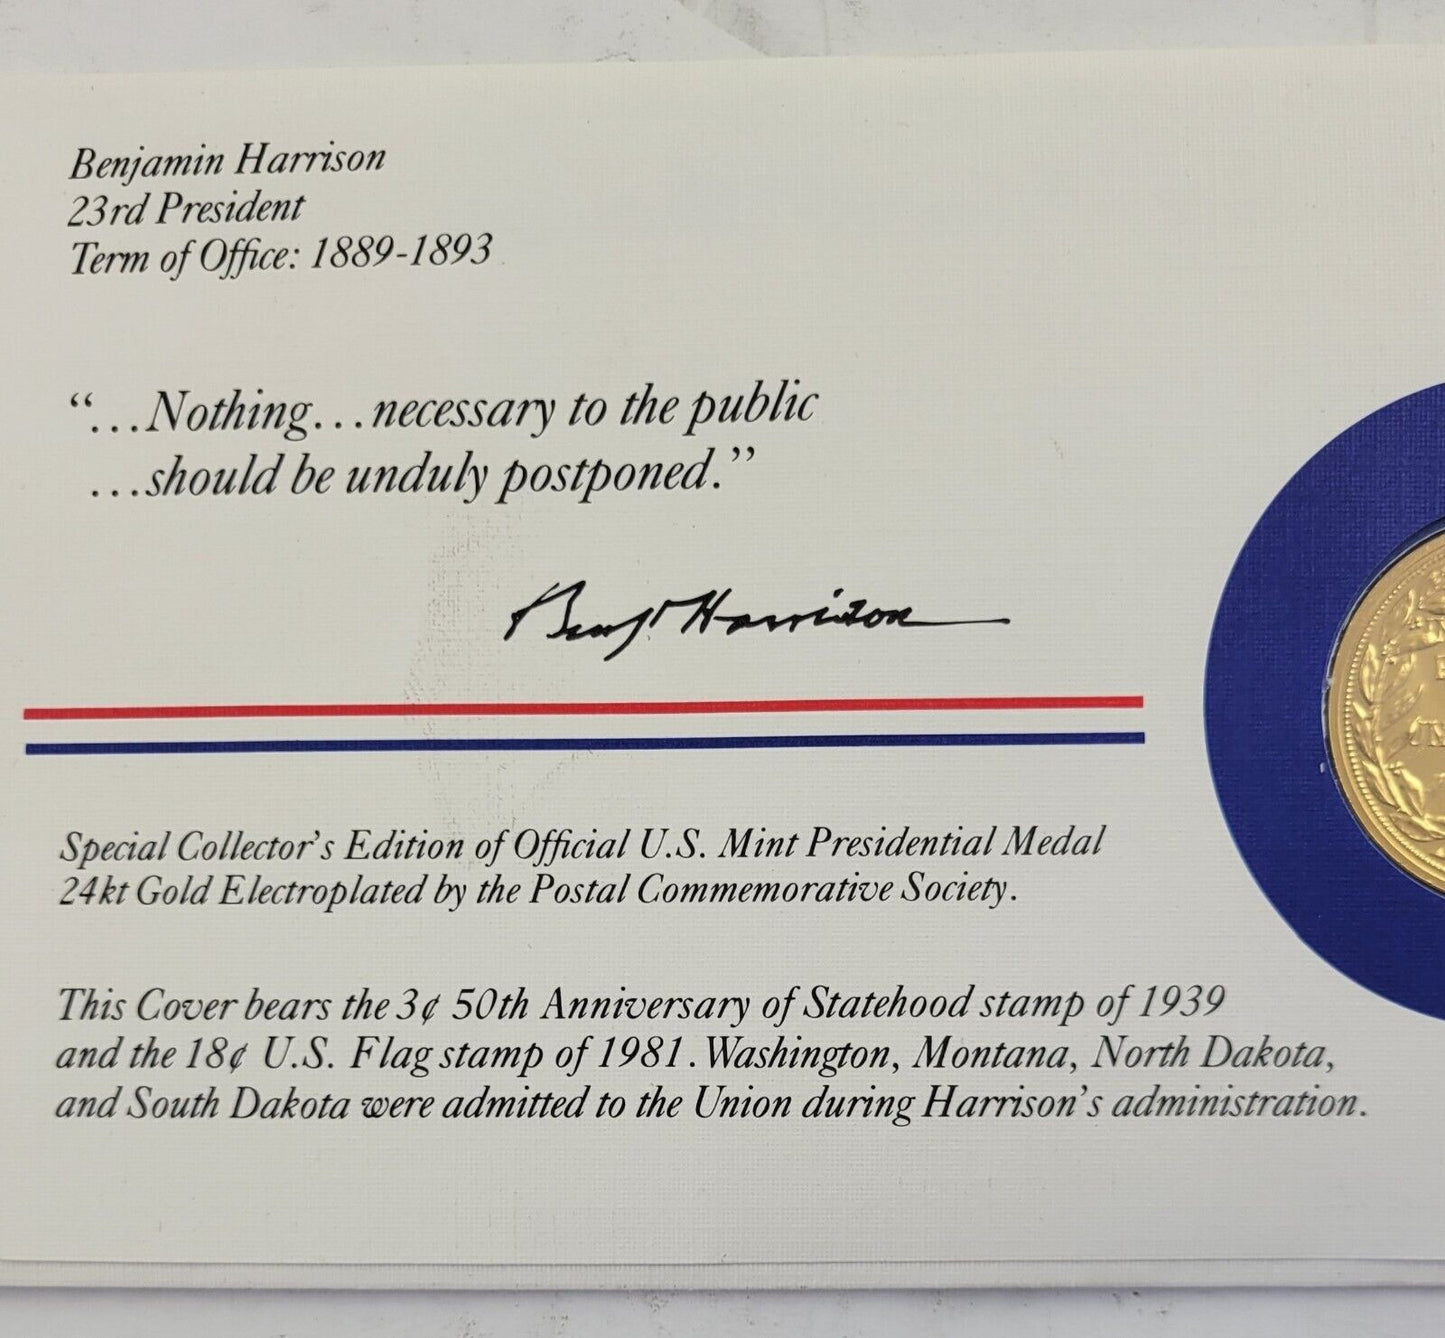 Benjamin Harrison
23rd President
Term of Office: 1889-1893
“...Nothing...necessary to the public
...should be unduly postponed.”
Benj Harrison
Special Collector's Edition of Official U.S. Mint Presidential Medal
24kt Gold Electroplated by the Postal Commemorative Society.
This Cover bears the 3¢ 50th Anniversary of Statehood stamp of 1939
and the 18¢ U.S. Flag stamp of 1981. Washington, Montana, North Dakota,
and South Dakota were admitted to the Union during Harrison's administration.